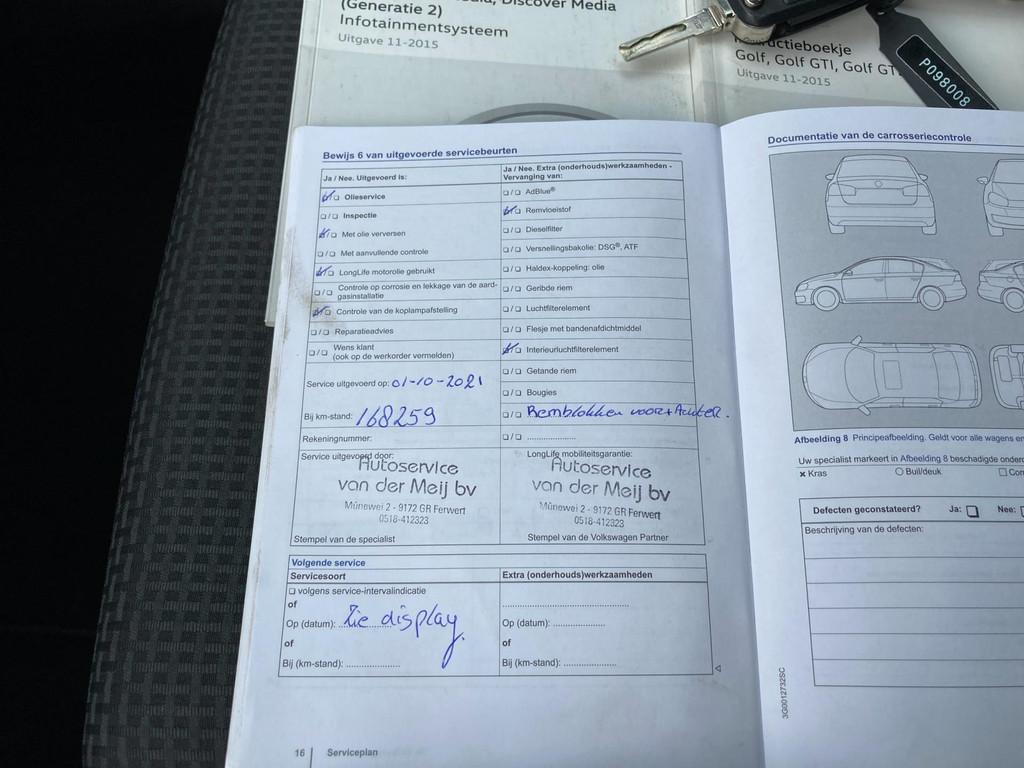 (Generatie 2)
Infotainmentsysteem
Uitgave 11-2015
Golf, Golf GTI, Golf
Uitgave 11-2015
P098008
Bewijs 6 van uitgevoerde servicebeurten
Ja / Nee. Uitgevoerd is:
Olieservice
Inspectie
Met olie verversen
Met aanvullende controle
LongLife motorolie gebruikt
Controle op corrosie en lekkage van de aard-
gasinstallatie
Controle van de koplampafstelling
Reparatieadvies
Wens klant
(ook op de werkorder vermelden)
Service uitgevoerd op: 01-10-2021
Bij km-stand: 168259
Rekeningnummer:
Service uitgevoerd door:
Autoservice
van der Meij bv
Mûnewei 2 - 9172 GR Ferwert
0518-412323
Stempel van de specialist
Ja / Nee. Extra (onderhouds)werkzaamheden -
Vervanging van:
AdBlue®
Remvloeistof
Dieselfilter
Versnellingsbakolie: DSG®, ATF
Haldex-koppeling: olie
Geribde riem
Luchtfilterelement
Flesje met bandenafdichtmiddel
Interieurluchtfilterelement
Getande riem
Bougies
Remblokken voor + Achter.
LongLife mobiliteitsgarantie:
Autoservice
van der Meij bv
Mûnewei 2 - 9172 GR Ferwert
0518-412323
Stempel van de Volkswagen Partner
Volgende service
Servicesoort
volgens service-intervalindicatie
of
Op (datum): Zie display.
of
Bij (km-stand):
Extra (onderhouds)werkzaamheden
Op (datum):
of
Bij (km-stand):
16 | Serviceplan
Documentatie van de carrosseriecontrole
Afbeelding 8 Principeafbeelding. Geldt voor alle wagens
Uw specialist markeert in Afbeelding 8 beschadigde
x Kras
Buil/deuk
Defecten geconstateerd? Ja: Nee:
Beschrijving van de defecten:
3G0012732SC